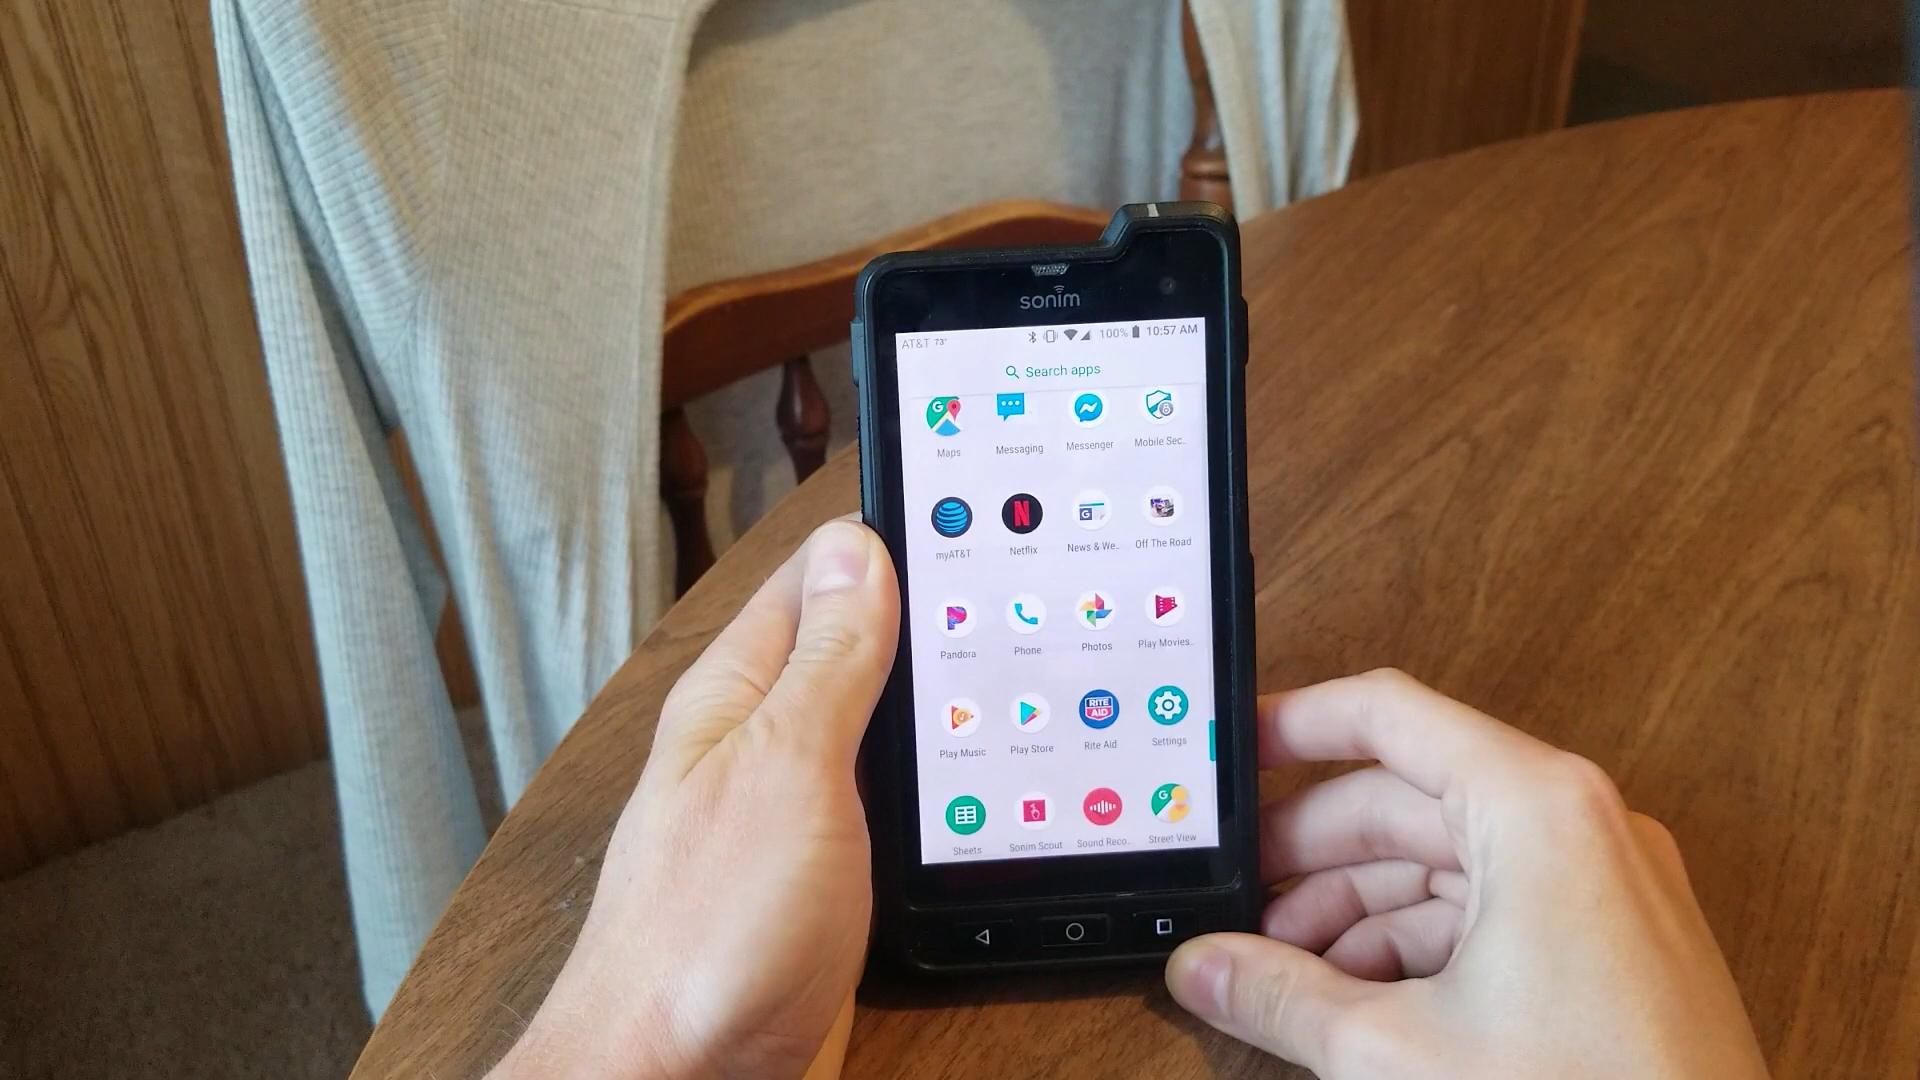 sonim
AT&T 73° 100% 10:57 AM
Search apps
Maps Messaging Messenger Mobile Sec..
myAT&T Netflix News & We.. Off The Road
Pandora Phone Photos Play Movies..
RITE
AID
Play Music Play Store Rite Aid Settings
Sheets Sonim Scout Sound Reco.. Street View